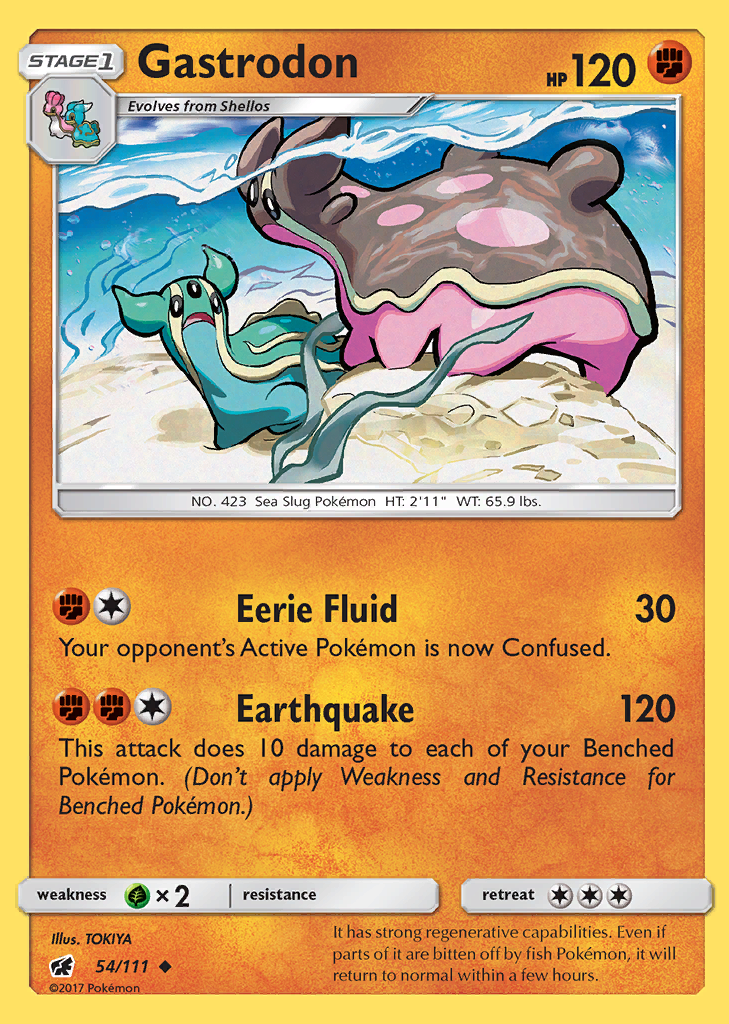 STAGE1
Gastrodon
HP 120
Evolves from Shellos
NO. 423 Sea Slug Pokémon HT: 2'11" WT: 65.9 lbs.
Eerie Fluid 30
Your opponent's Active Pokémon is now Confused.
Earthquake 120
This attack does 10 damage to each of your Benched
Pokémon. (Don't apply Weakness and Resistance for
Benched Pokémon.)
weakness × 2 resistance retreat
Illus. TOKIYA
54/111
©2017 Pokémon
It has strong regenerative capabilities. Even if
parts of it are bitten off by fish Pokémon, it will
return to normal within a few hours.